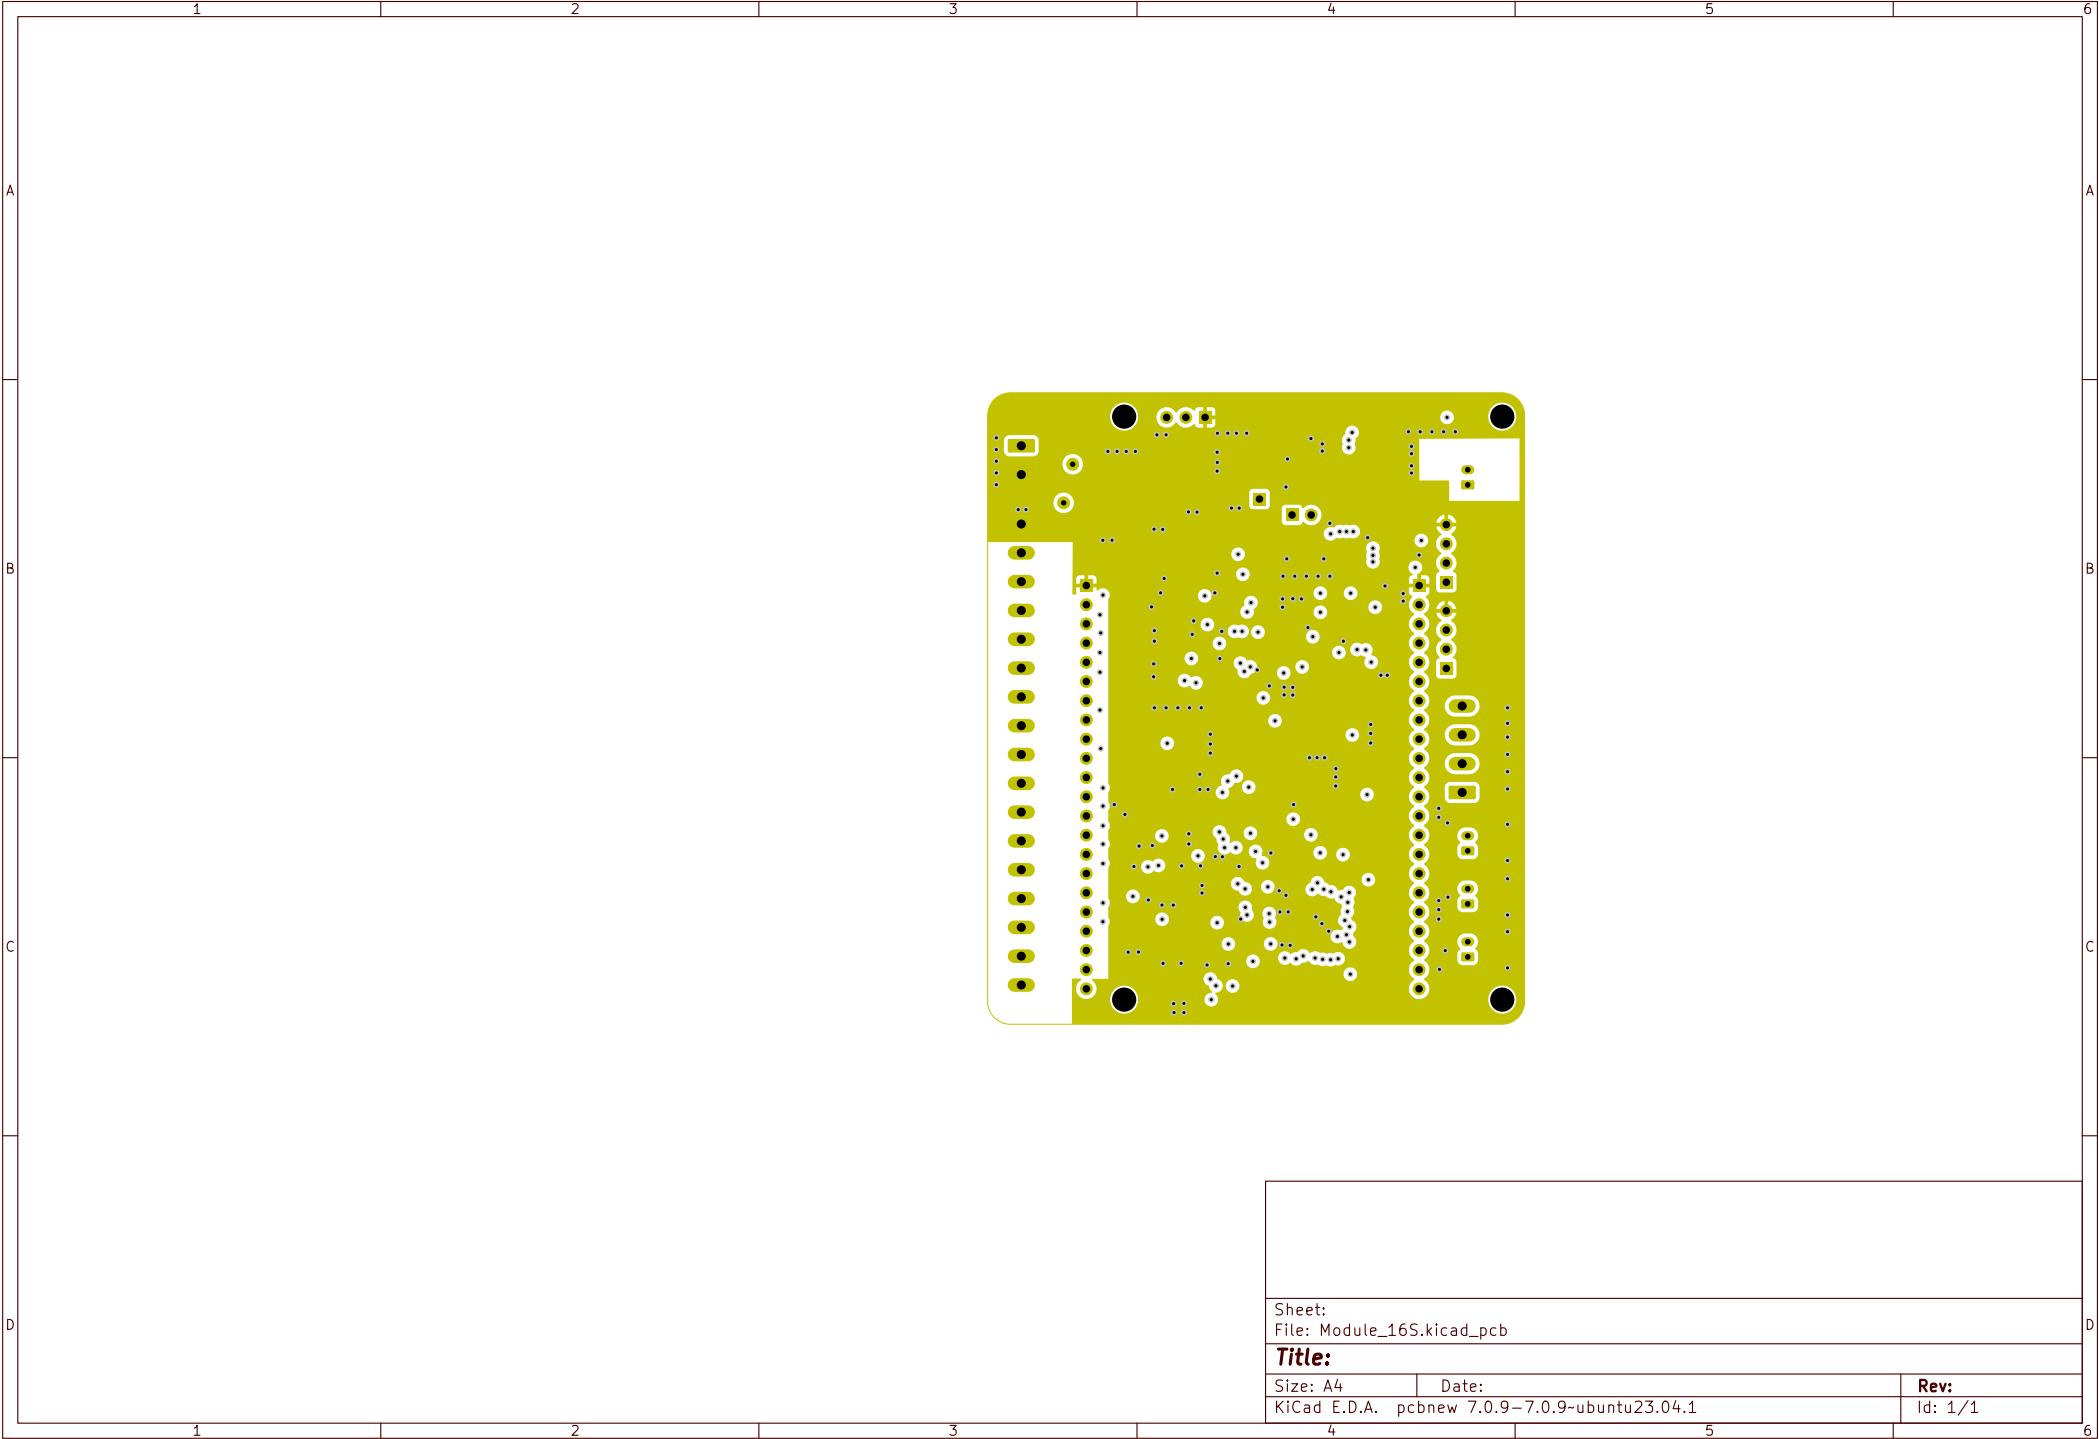 1 2 3 4 5 6
A A
B B
C C
D D
Sheet:
File: Module_16S.kicad_pcb
Title:
Size: A4 Date: Rev:
KiCad E.D.A. pcbnew 7.0.9-7.0.9~ubuntu23.04.1 Id: 1/1
1 2 3 4 5 6